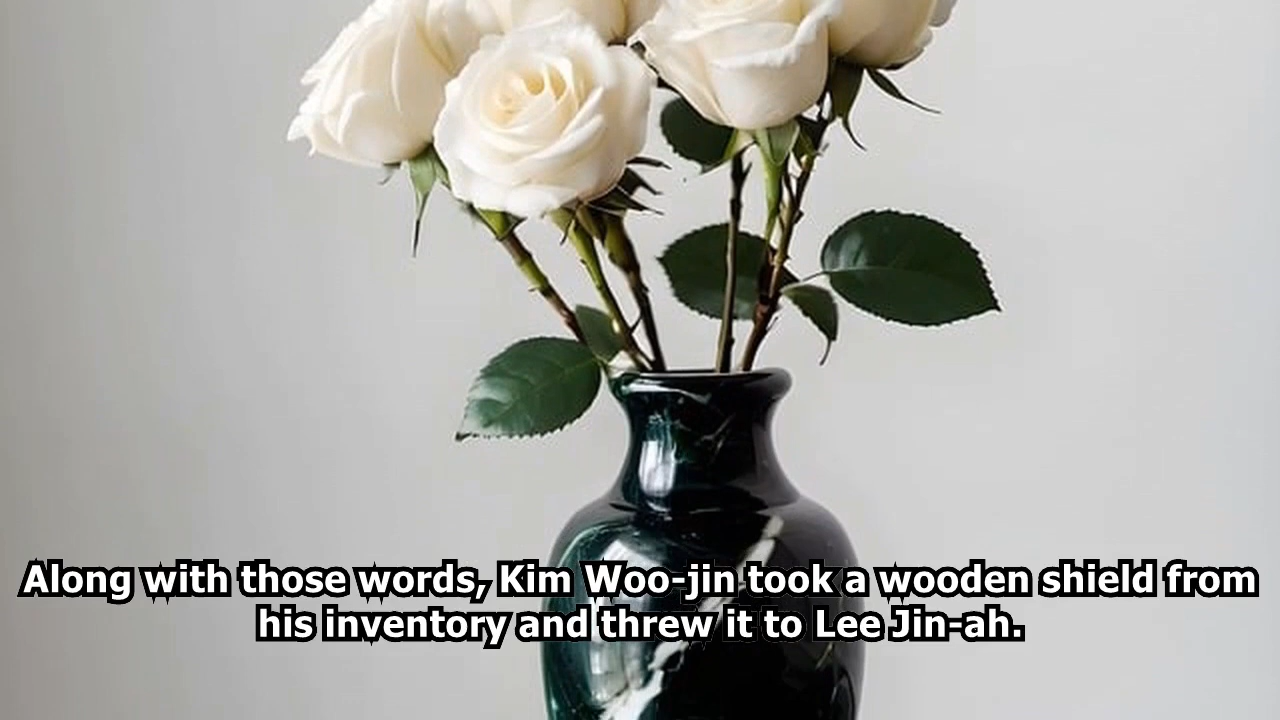 Along with those words, Kim Woo-jin took a wooden shield from
his inventory and threw it to Lee Jin-ah.